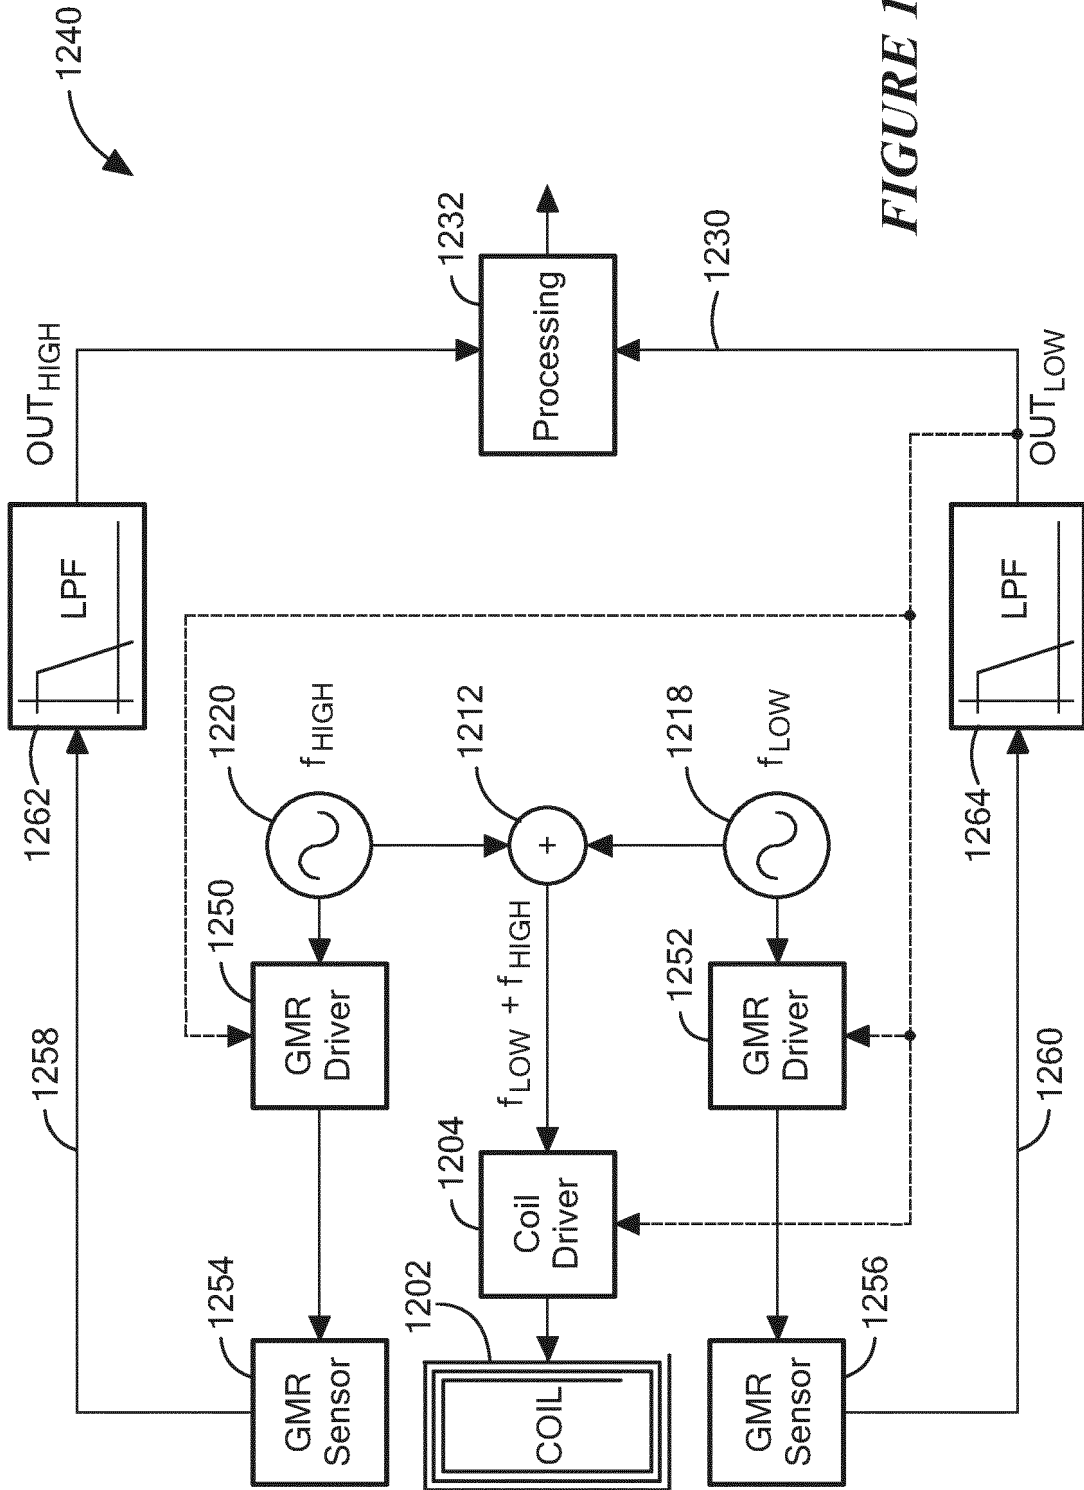 1240
1258
1262
LPF
OUTHIGH
1254
GMR
Sensor
1250
GMR
Driver
1220
fHIGH
1202
COIL
1204
Coil
Driver
fLOW + fHIGH
1212
+
1232
Processing
1256
GMR
Sensor
1252
GMR
Driver
1218
fLOW
1230
1260
1264
LPF
OUTLOW
FIGURE 1